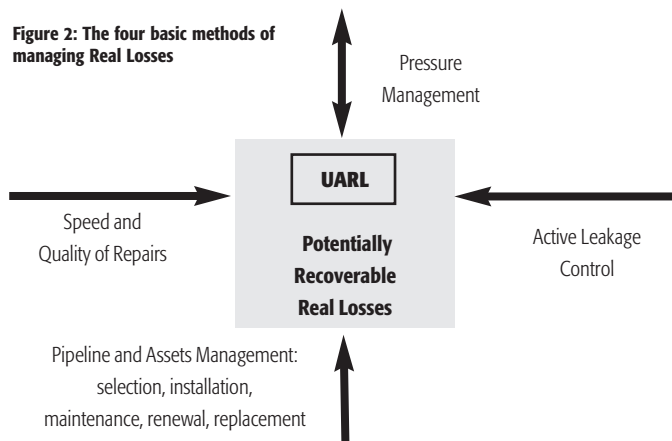 Figure 2: The four basic methods of
managing Real Losses
Pressure
Management
UARL
Potentially
Recoverable
Real Losses
Speed and
Quality of Repairs
Active Leakage
Control
Pipeline and Assets Management:
selection, installation,
maintenance, renewal, replacement